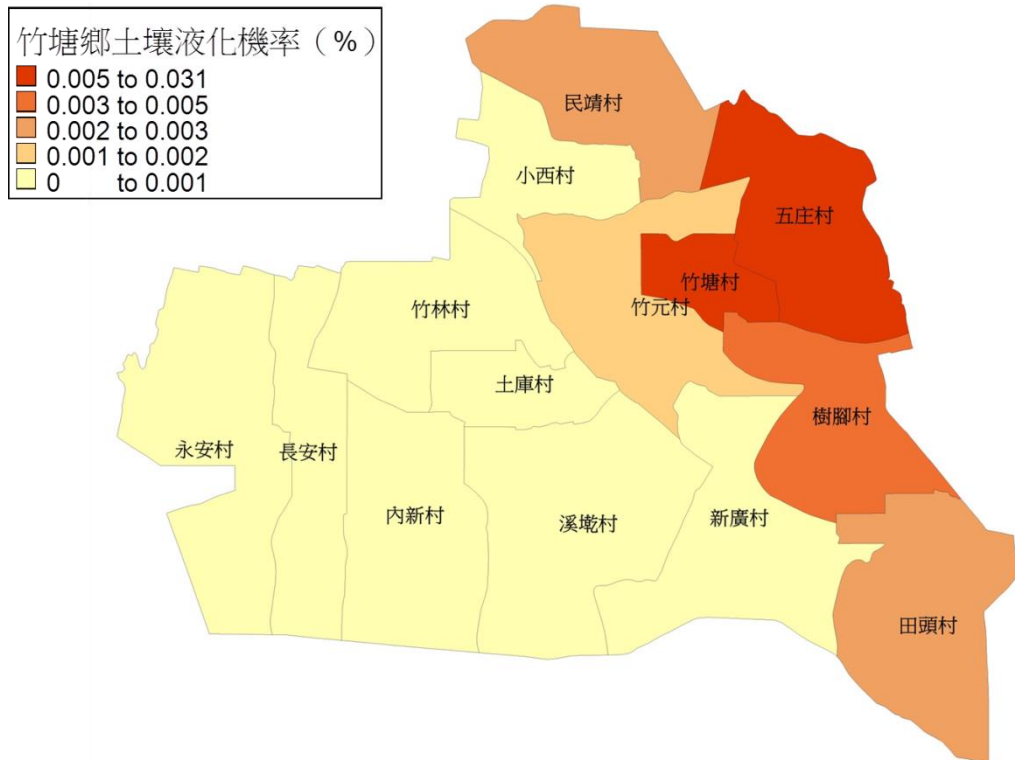 竹塘鄉土壤液化機率（%）
0.005 to 0.031
0.003 to 0.005
0.002 to 0.003
0.001 to 0.002
0 to 0.001
民靖村
小西村
五庄村
竹塘村
竹元村
竹林村
土庫村
樹腳村
永安村
長安村
內新村
溪墘村
新廣村
田頭村